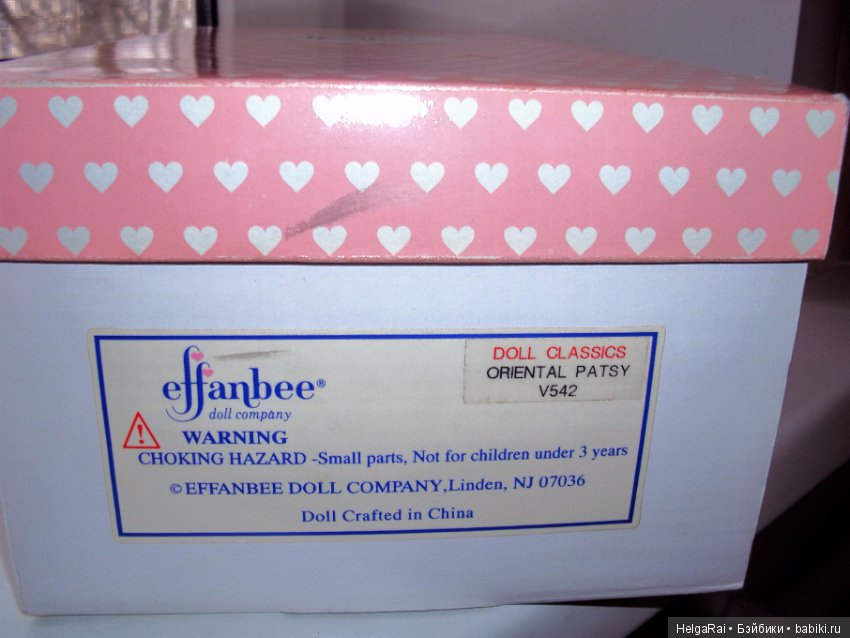 DOLL CLASSICS
ORIENTAL PATSY
V542
effanbee®
doll company
WARNING
CHOKING HAZARD -Small parts, Not for children under 3 years
©EFFANBEE DOLL COMPANY,Linden, NJ 07036
Doll Crafted in China
HelgaRai • Бэйбики • babiki.ru